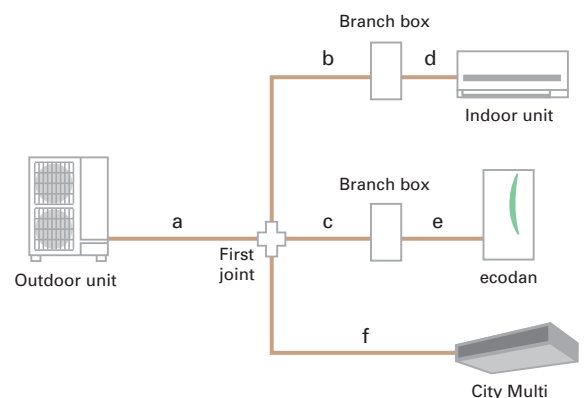 Branch box
b
d
Indoor unit
Branch box
a
c
e
First
joint
Outdoor unit
ecodan
f
City Multi